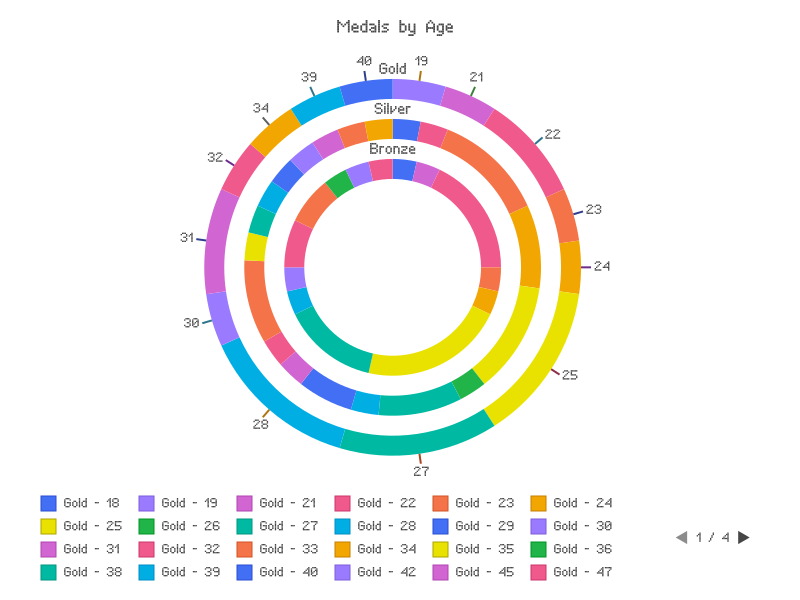 Medals by Age
40 19
39 Gold 21
34 Silver 22
32 Bronze 23
31 24
30 25
28 27
Gold - 18 Gold - 19 Gold - 21 Gold - 22 Gold - 23 Gold - 24
Gold - 25 Gold - 26 Gold - 27 Gold - 28 Gold - 29 Gold - 30
Gold - 31 Gold - 32 Gold - 33 Gold - 34 Gold - 35 Gold - 36
Gold - 38 Gold - 39 Gold - 40 Gold - 42 Gold - 45 Gold - 47
1 / 4